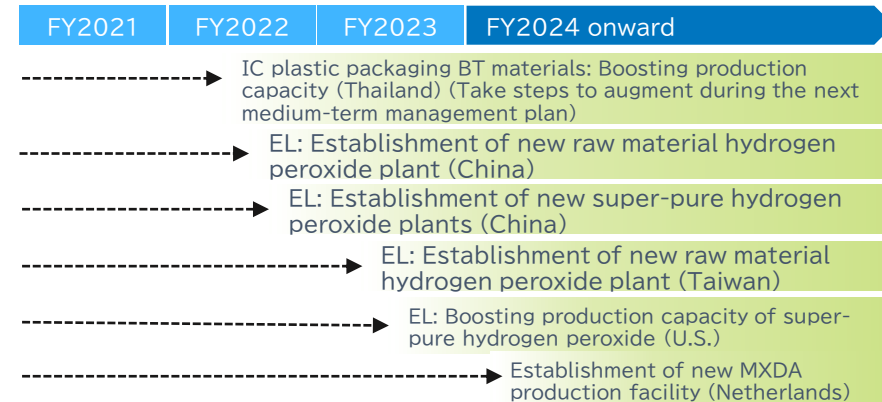 FY2021 FY2022 FY2023 FY2024 onward
IC plastic packaging BT materials: Boosting production
capacity (Thailand) (Take steps to augment during the next
medium-term management plan)
EL: Establishment of new raw material hydrogen
peroxide plant (China)
EL: Establishment of new super-pure hydrogen
peroxide plants (China)
EL: Establishment of new raw material
hydrogen peroxide plant (Taiwan)
EL: Boosting production capacity of super-
pure hydrogen peroxide (U.S.)
Establishment of new MXDA
production facility (Netherlands)